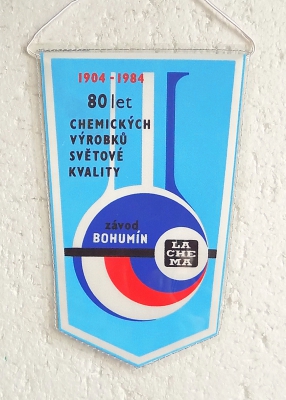 1904-1984
80 let
CHEMICKÝCH
VÝROBKŮ
SVĚTOVÉ
KVALITY
závod
BOHUMÍN
LA
CHE
MA